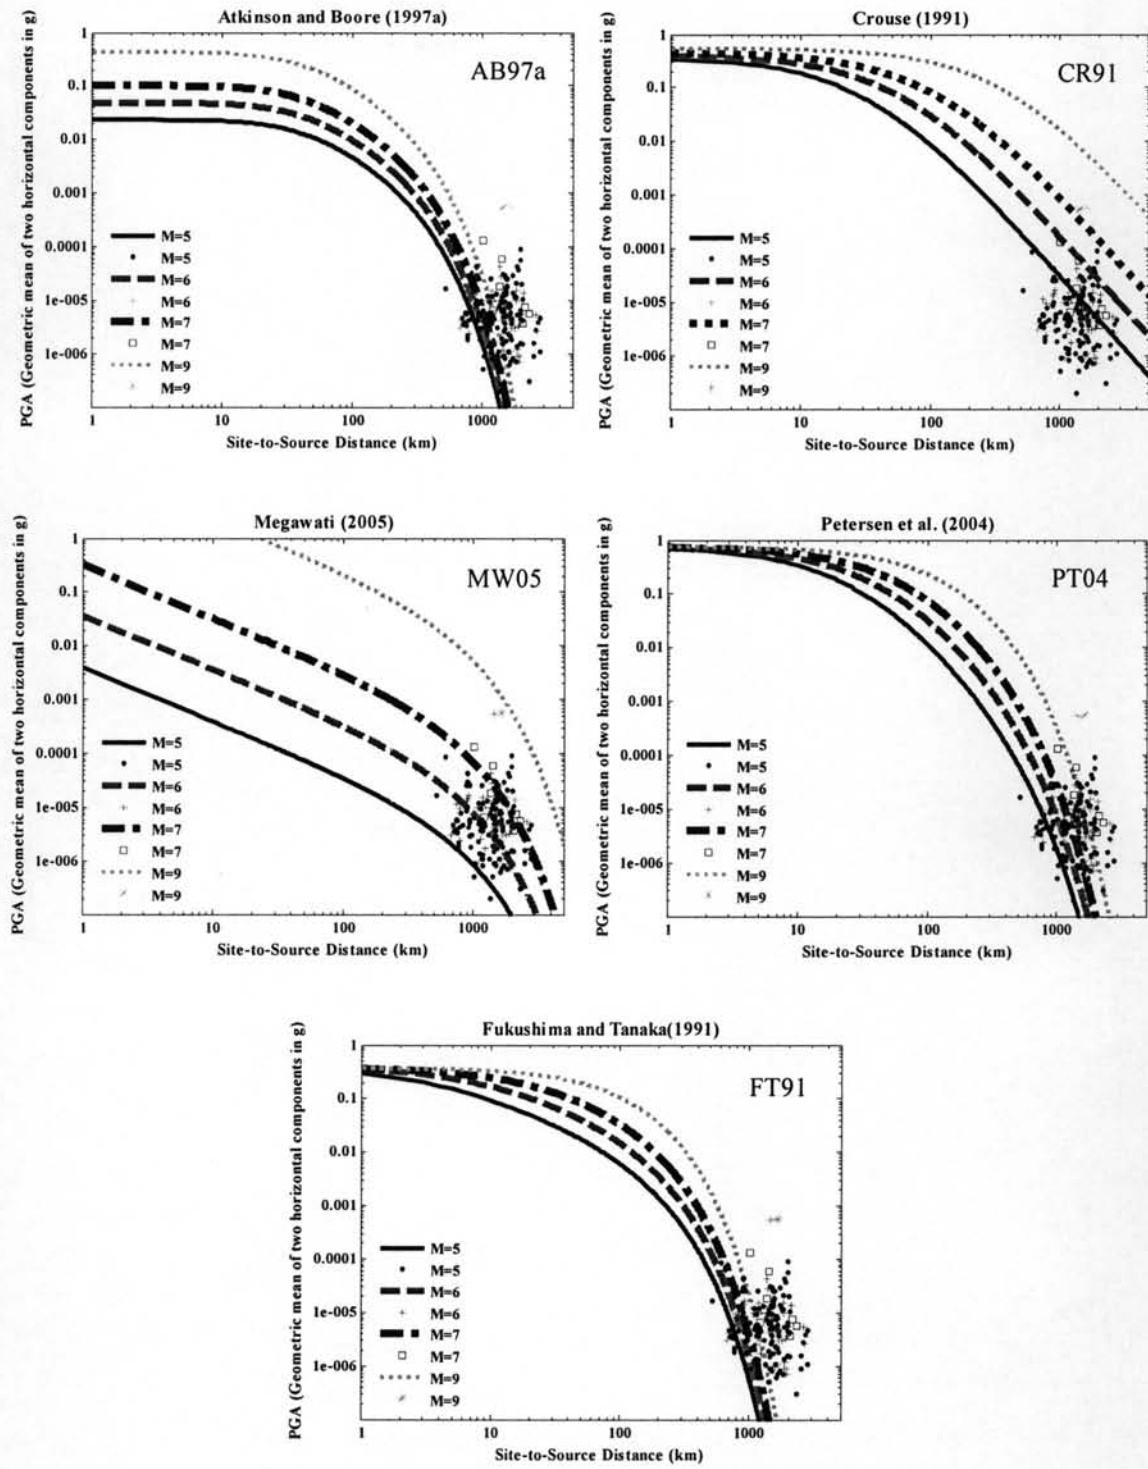 Atkinson and Boore (1997a)
PGA (Geometric mean of two horizontal components in g)
1
0.1
0.01
0.001
0.0001
1e-005
1e-006
AB97a
M=5
M=5
M=6
M=6
M=7
M=7
M=9
M=9
1 10 100 1000
Site-to-Source Distance (km)
Crouse (1991)
PGA (Geometric mean of two horizontal components in g)
1
0.1
0.01
0.001
0.0001
1e-005
1e-006
CR91
M=5
M=5
M=6
M=6
M=7
M=7
M=9
M=9
1 10 100 1000
Site-to-Source Distance (km)
Megawati (2005)
PGA (Geometric mean of two horizontal components in g)
1
0.1
0.01
0.001
0.0001
1e-005
1e-006
MW05
M=5
M=5
M=6
M=6
M=7
M=7
M=9
M=9
1 10 100 1000
Site-to-Source Distance (km)
Petersen et al. (2004)
PGA (Geometric mean of two horizontal components in g)
1
0.1
0.01
0.001
0.0001
1e-005
1e-006
PT04
M=5
M=5
M=6
M=6
M=7
M=7
M=9
M=9
1 10 100 1000
Site-to-Source Distance (km)
Fukushima and Tanaka(1991)
PGA (Geometric mean of two horizontal components in g)
1
0.1
0.01
0.001
0.0001
1e-005
1e-006
FT91
M=5
M=5
M=6
M=6
M=7
M=7
M=9
M=9
1 10 100 1000
Site-to-Source Distance (km)